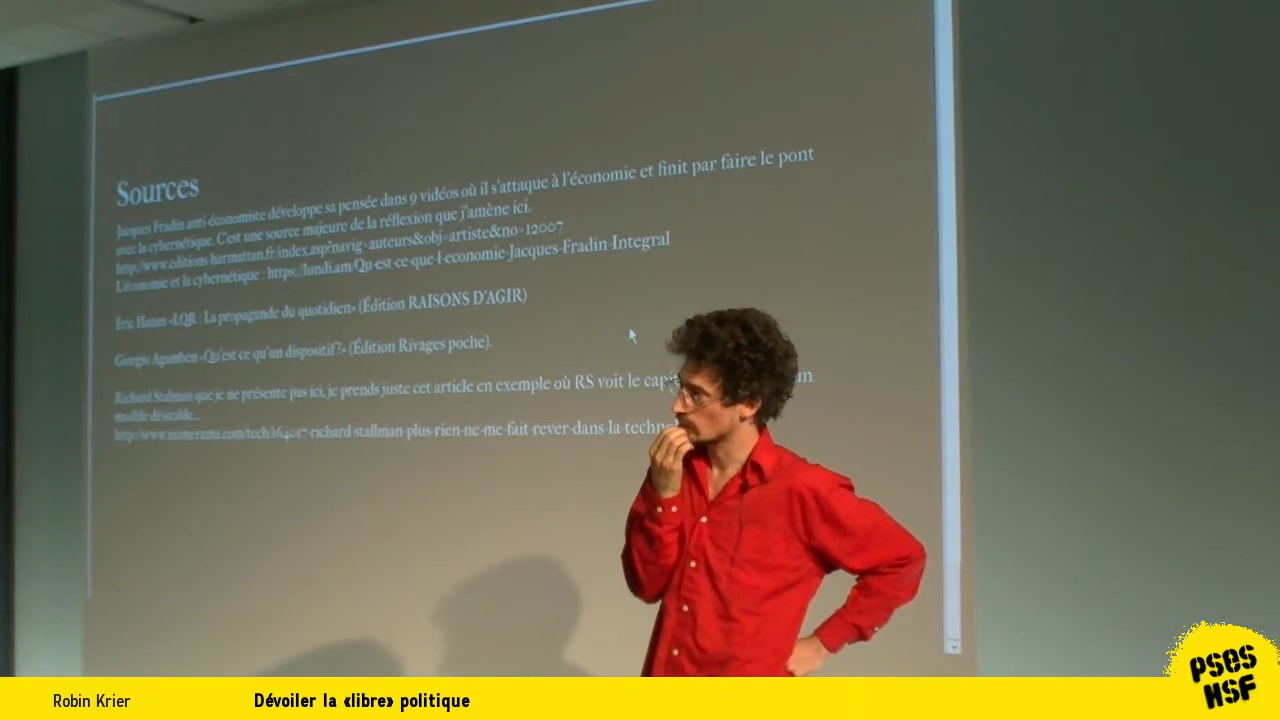 Sources
Jacques Fradin anti économiste développe sa pensée dans 9 vidéos où il s'attaque à l'économie et finit par faire le pont
avec la cybernétique. C'est une source majeure de la réflexion que j'amène ici.
http://www.editions-harmattan.fr/index.asp?navig=auteurs&obj=artiste&no=12007
L'économie et la cybernétique : https://lundi.am/Qu-est-ce-que-l-economie-Jacques-Fradin-Integral
Eric Hazan «LQR : La propagande du quotidien» (Édition RAISONS D'AGIR)
Giorgio Agamben «Qu'est-ce qu'un dispositif?» (Édition Rivages poche).
Richard Stalman que je ne présente pas ici, je prends juste cet article en exemple où RS voit le un
modèle désirable...
http://www.numerama.com/tech/164017-richard-stallman-plus-rien-ne-me-fait-rever-dans-la-techno
Robin Krier
Dévoiler la «libre» politique
PSES
HSF